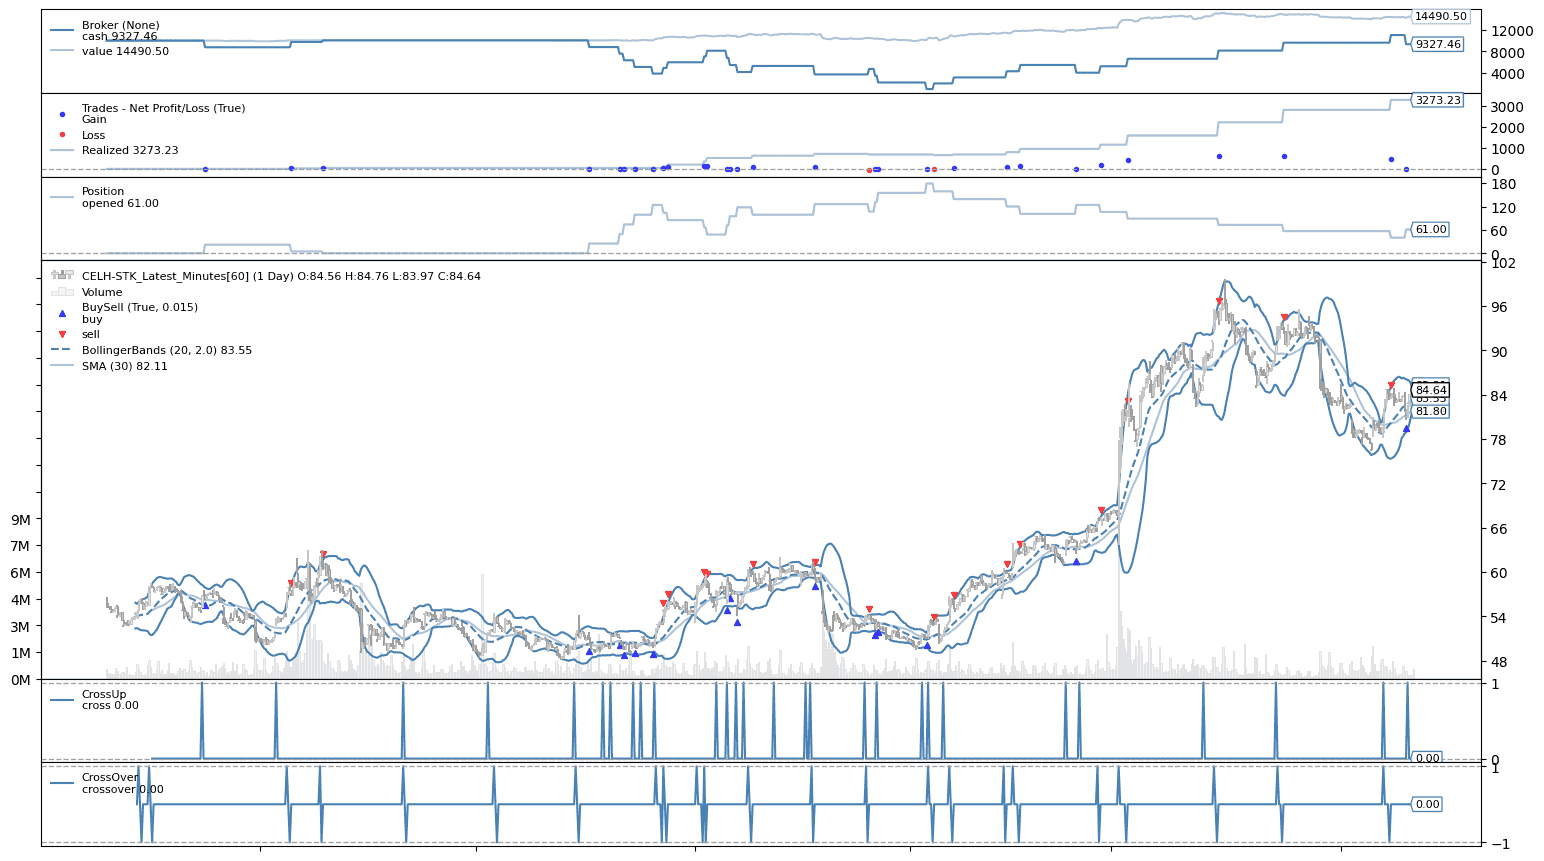 Broker (None)
cash 9327.46
value 14490.50
14490.50
12000
9327.46
8000
4000
Trades - Net Profit/Loss (True)
Gain
Loss
Realized 3273.23
3273.23
3000
2000
1000
0
Position
opened 61.00
180
120
61.00
60
0
CELH-STK_Latest_Minutes[60] (1 Day) O:84.56 H:84.76 L:83.97 C:84.64
Volume
BuySell (True, 0.015)
buy
sell
BollingerBands (20, 2.0) 83.55
SMA (30) 82.11
102
96
90
84.64
84
83.55
81.80
78
72
66
60
54
48
9M
7M
6M
4M
3M
1M
0M
CrossUp
cross 0.00
1
0.00
0
CrossOver
crossover 0.00
1
0.00
−1